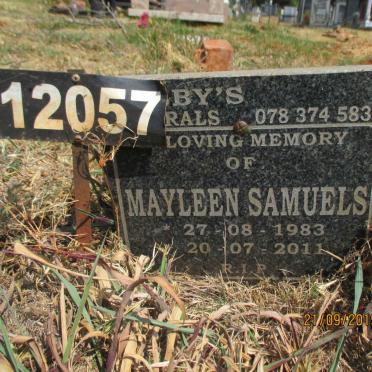 12057
BY'S
RALS 078 374 583
LOVING MEMORY
OF
MAYLEEN SAMUELS
* 27 - 08 - 1983
20 - 07 - 2011
R.I.P
21/09/201